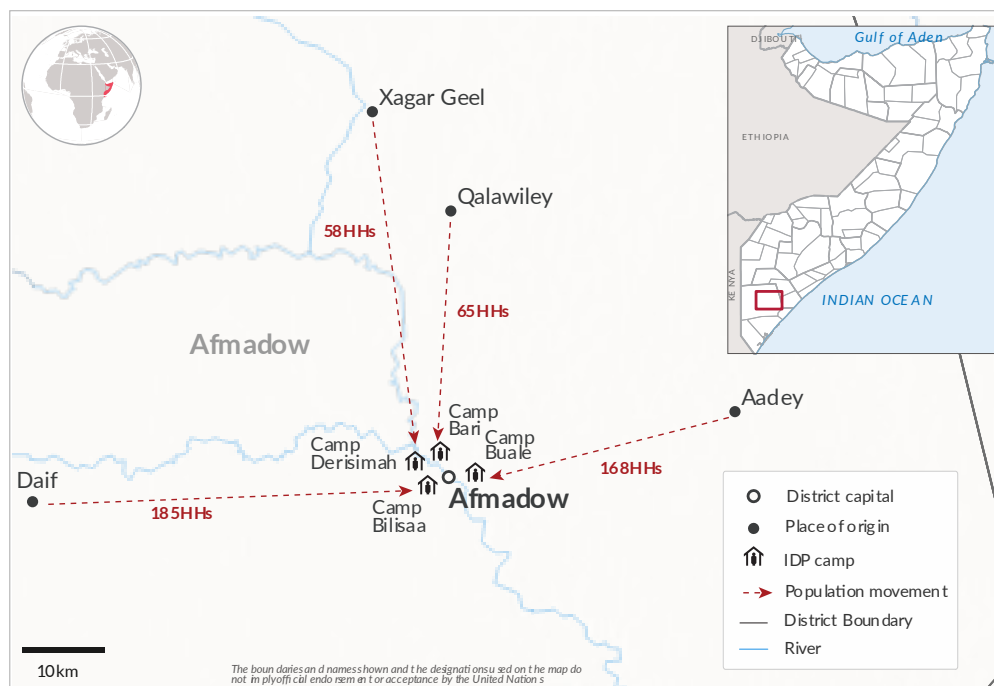 Xagar Geel
Qalawiley
58HHs
65HHs
Afmadow
Aadey
Camp
Bari
Camp
Buale
Camp
Derisimah
168HHs
Daif
185HHs
Camp
Bilisaa
Afmadow
10km
The boundaries and names shown and the designations used on the map do
not imply official endorsement or acceptance by the United Nations
DJIBOUTI
Gulf of Aden
ETHIOPIA
KENYA
INDIAN OCEAN
District capital
Place of origin
IDP camp
Population movement
District Boundary
River